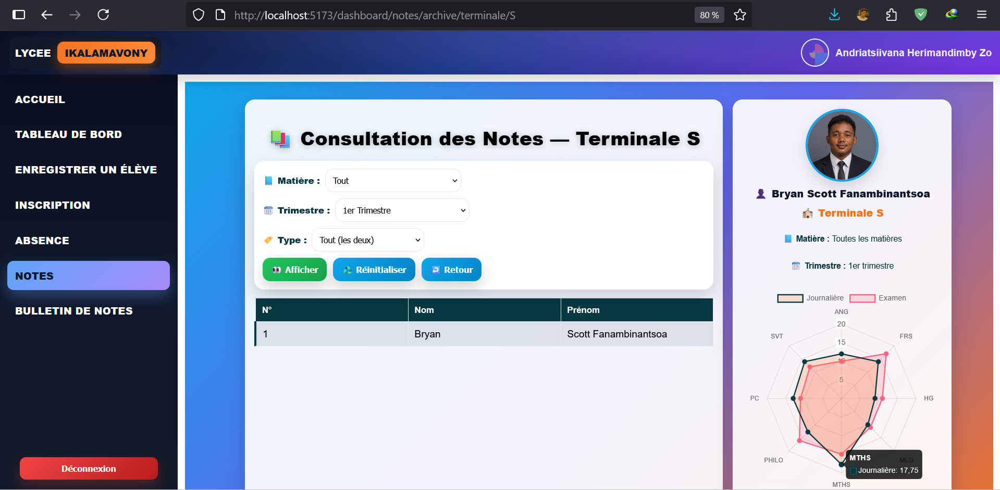 http://localhost:5173/dashboard/notes/archive/terminale/S
80 %
LYCEE IKALAMAVONY
Andriatsiivana Herimandimby Zo
ACCUEIL
TABLEAU DE BORD
ENREGISTRER UN ÉLÈVE
INSCRIPTION
ABSENCE
NOTES
BULLETIN DE NOTES
Déconnexion
Consultation des Notes — Terminale S
Matière :
Tout
Trimestre :
1er Trimestre
Type :
Tout (les deux)
Afficher
Réinitialiser
Retour
N° Nom Prénom
1 Bryan Scott Fanambinantsoa
Bryan Scott Fanambinantsoa
Terminale S
Matière : Toutes les matières
Trimestre : 1er trimestre
Journalière Examen
ANG
20
SVT
FRS
15
10
5
PC
HG
PHILO
MLG
MTHS
Journalière: 17,75
MTHS